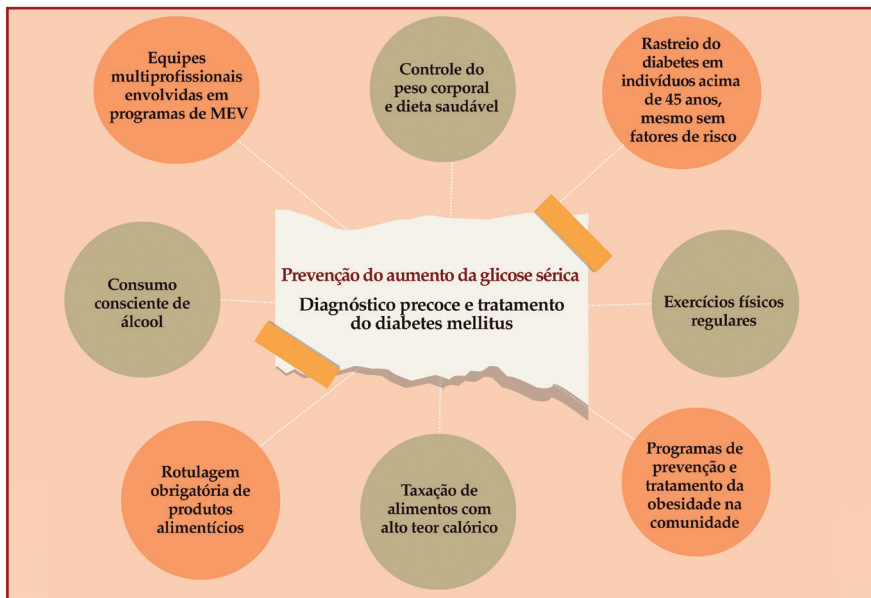 Equipes
multiprofissionais
envolvidas em
programas de MEV
Controle do
peso corporal
e dieta saudável
Rastreio do
diabetes em
indivíduos acima
de 45 anos,
mesmo sem
fatores de risco
Consumo
consciente de
álcool
Prevenção do aumento da glicose sérica
Diagnóstico precoce e tratamento
do diabetes mellitus
Exercícios físicos
regulares
Rotulagem
obrigatória de
produtos
alimentícios
Taxação de
alimentos com
alto teor calórico
Programas de
prevenção e
tratamento da
obesidade na
comunidade